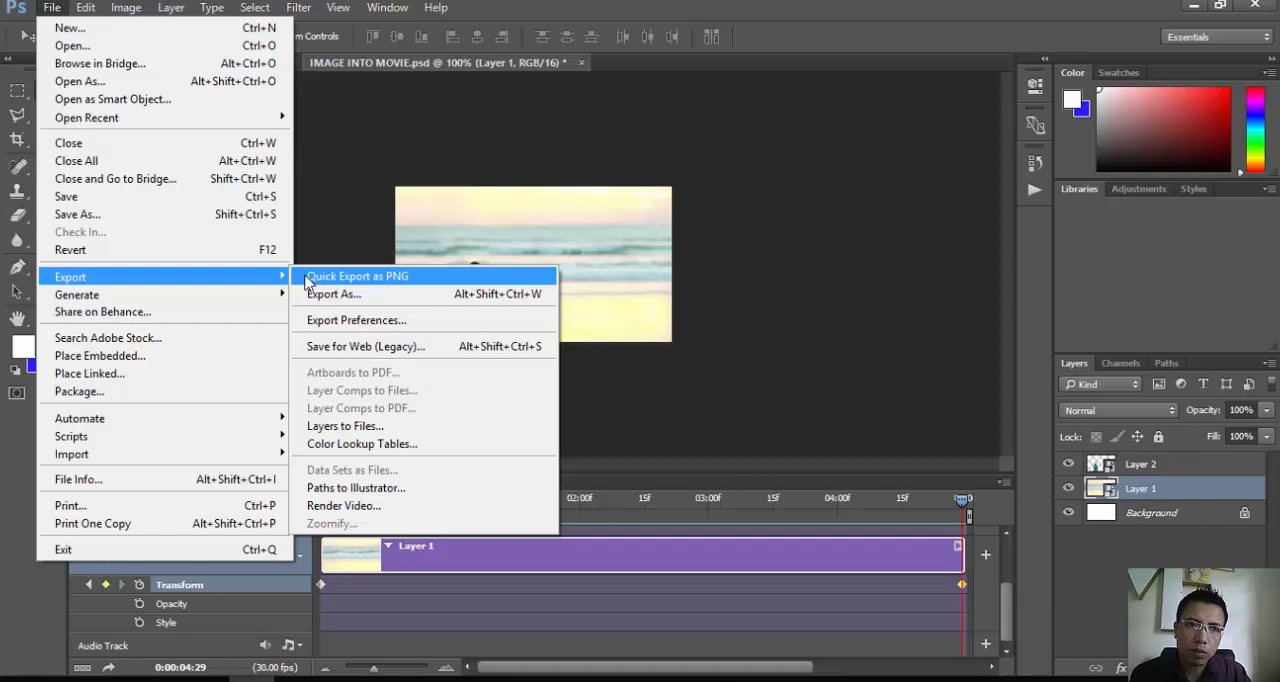 Ps File Edit Image Layer Type Select Filter View Window Help
m Controls Essentials
IMAGE INTO MOVIE.psd @ 100% (Layer 1, RGB/16) * ×
New... Ctrl+N
Open... Ctrl+O
Browse in Bridge... Alt+Ctrl+O
Open As... Alt+Shift+Ctrl+O
Open as Smart Object...
Open Recent
Close Ctrl+W
Close All Alt+Ctrl+W
Close and Go to Bridge... Shift+Ctrl+W
Save Ctrl+S
Save As... Shift+Ctrl+S
Check In...
Revert F12
Export
Generate
Share on Behance...
Search Adobe Stock...
Place Embedded...
Place Linked...
Package...
Automate
Scripts
Import
File Info... Alt+Shift+Ctrl+I
Print... Ctrl+P
Print One Copy Alt+Shift+Ctrl+P
Exit Ctrl+Q
Quick Export as PNG
Export As... Alt+Shift+Ctrl+W
Export Preferences...
Save for Web (Legacy)... Alt+Shift+Ctrl+S
Artboards to PDF...
Layer Comps to Files...
Layer Comps to PDF...
Layers to Files...
Color Lookup Tables...
Data Sets as Files...
Paths to Illustrator...
Render Video...
Zoomify...
Color Swatches
Libraries Adjustments Styles
Layers Channels Paths
Kind
Normal Opacity: 100%
Lock: Fill: 100%
Layer 2
Layer 1
Background
02:00f 15f 03:00f 15f 04:00f 15f
Layer 1
Transform
Opacity
Style
Audio Track
0:00:04:29 (30.00 fps)
fx